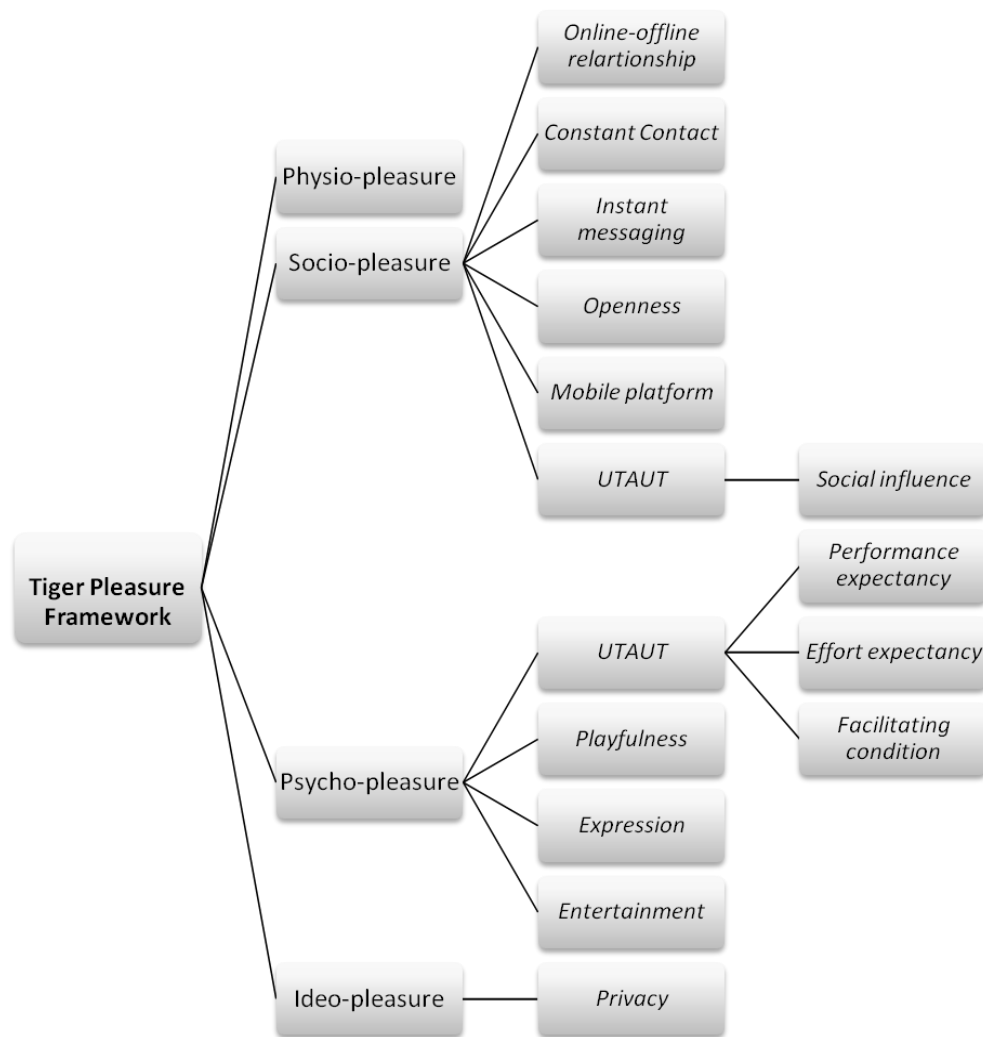 Online-offline
relartionship
Constant Contact
Physio-pleasure
Instant
messaging
Socio-pleasure
Openness
Mobile platform
UTAUT
Social influence
Tiger Pleasure
Framework
Performance
expectancy
UTAUT
Effort expectancy
Playfulness
Facilitating
condition
Psycho-pleasure
Expression
Entertainment
Ideo-pleasure
Privacy